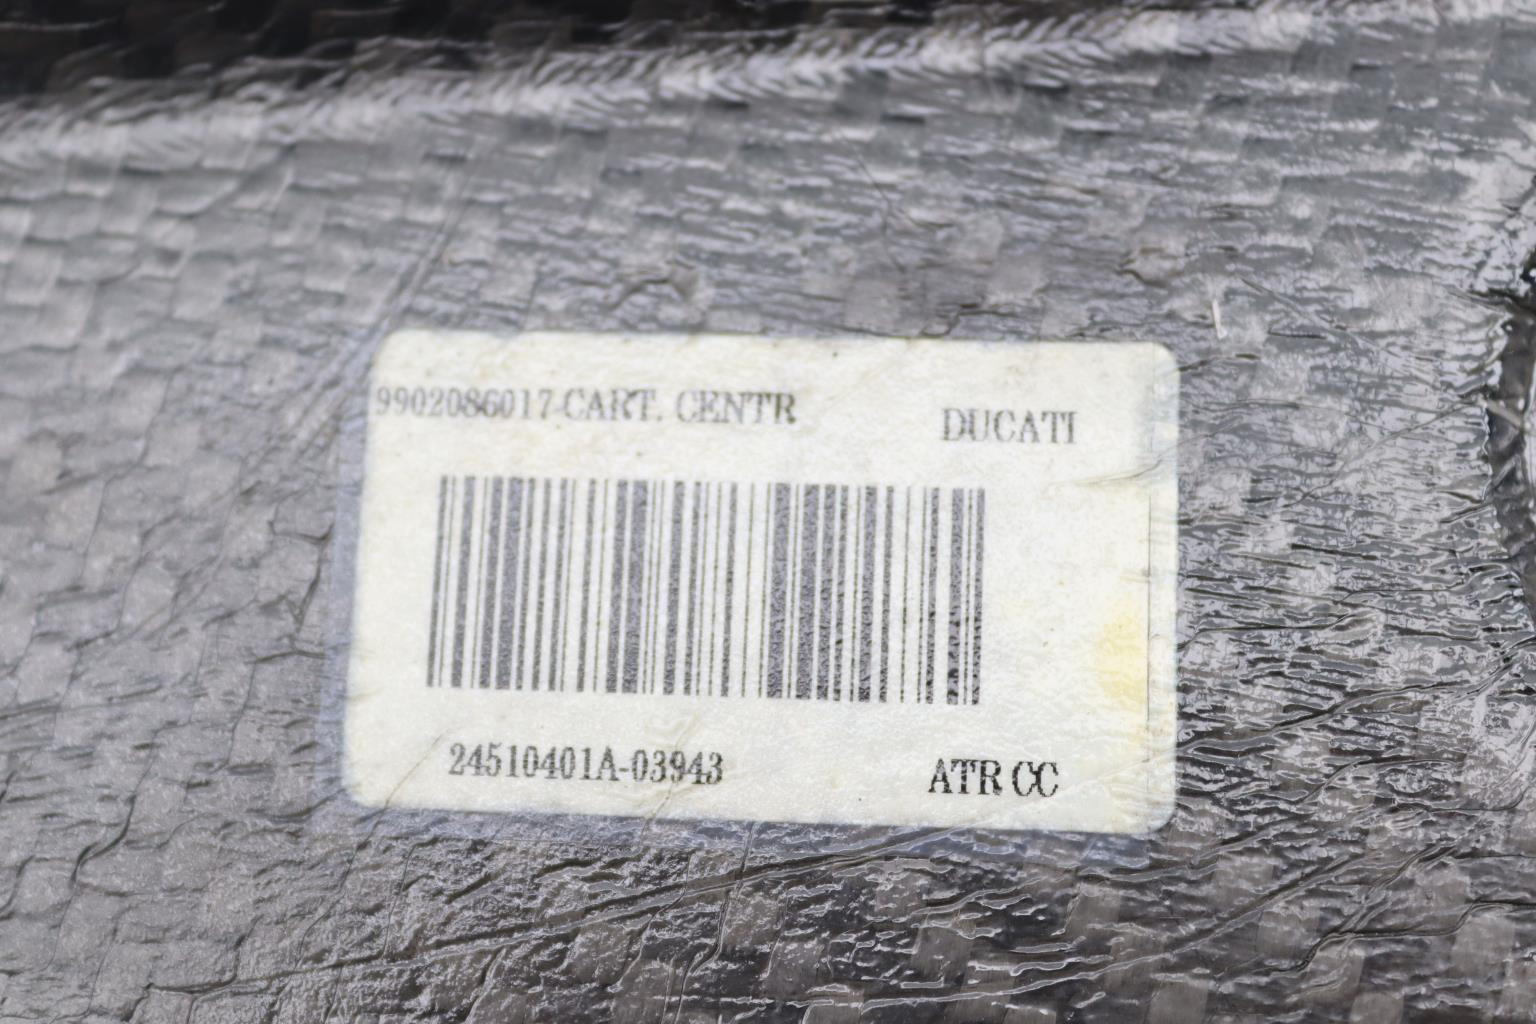 9902086017-CART. CENTR
DUCATI
24510401A-03943
ATR CC